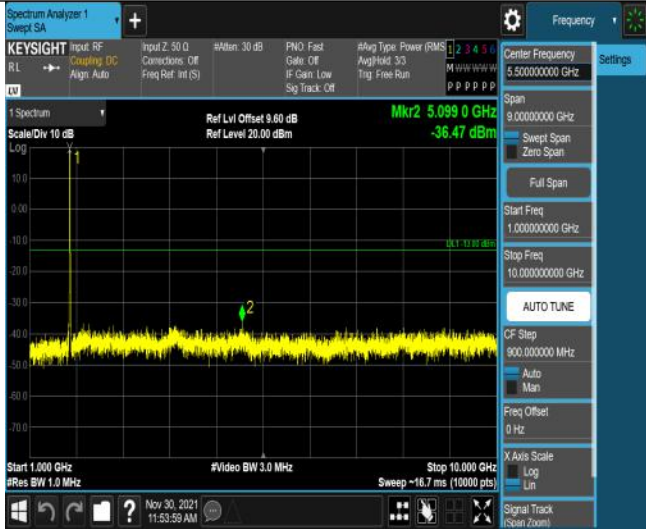 Spectrum Analyzer 1
Swept SA
+
Frequency
KEYSIGHT
RL
Input: RF
Coupling: DC
Align: Auto
Input Z: 50 Ω
Corrections: Off
Freq Ref: Int (S)
#Atten: 30 dB
PNO: Fast
Gate: Off
IF Gain: Low
Sig Track: Off
#Avg Type: Power (RMS
Avg|Hold: 3/3
Trig: Free Run
1 2 3 4 5 6
M W W W W W
P P P P P P
LV
1 Spectrum
Scale/Div 10 dB
Log
Ref Lvl Offset 9.60 dB
Ref Level 20.00 dBm
Mkr2 5.099 0 GHz
-36.47 dBm
1
10.0
0.00
-10.0
DL1 -13.00 dBm
-20.0
-30.0
2
-40.0
-50.0
-60.0
-70.0
Start 1.000 GHz
#Res BW 1.0 MHz
#Video BW 3.0 MHz
Stop 10.000 GHz
Sweep ~16.7 ms (10000 pts)
Nov 30, 2021
11:53:59 AM
?
Center Frequency
5.500000000 GHz
Settings
Span
9.00000000 GHz
Swept Span
Zero Span
Full Span
Start Freq
1.000000000 GHz
Stop Freq
10.000000000 GHz
AUTO TUNE
CF Step
900.000000 MHz
Auto
Man
Freq Offset
0 Hz
X Axis Scale
Log
Lin
Signal Track
(Span Zoom)